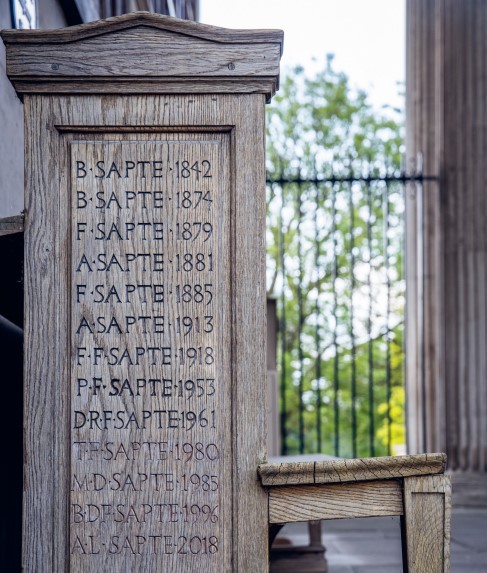 B·SAPTE·1842
B·SAPTE·1874
F·SAPTE·1879
A·SAPTE·1881
F·SAPTE·1885
A·SAPTE·1913
F·F·SAPTE·1918
P·F·SAPTE·1953
D·R·F·SAPTE·1961
T·H·SAPTE·1980
M·D·SAPTE·1985
B·D·F·SAPTE·1996
A·L·SAPTE·2018